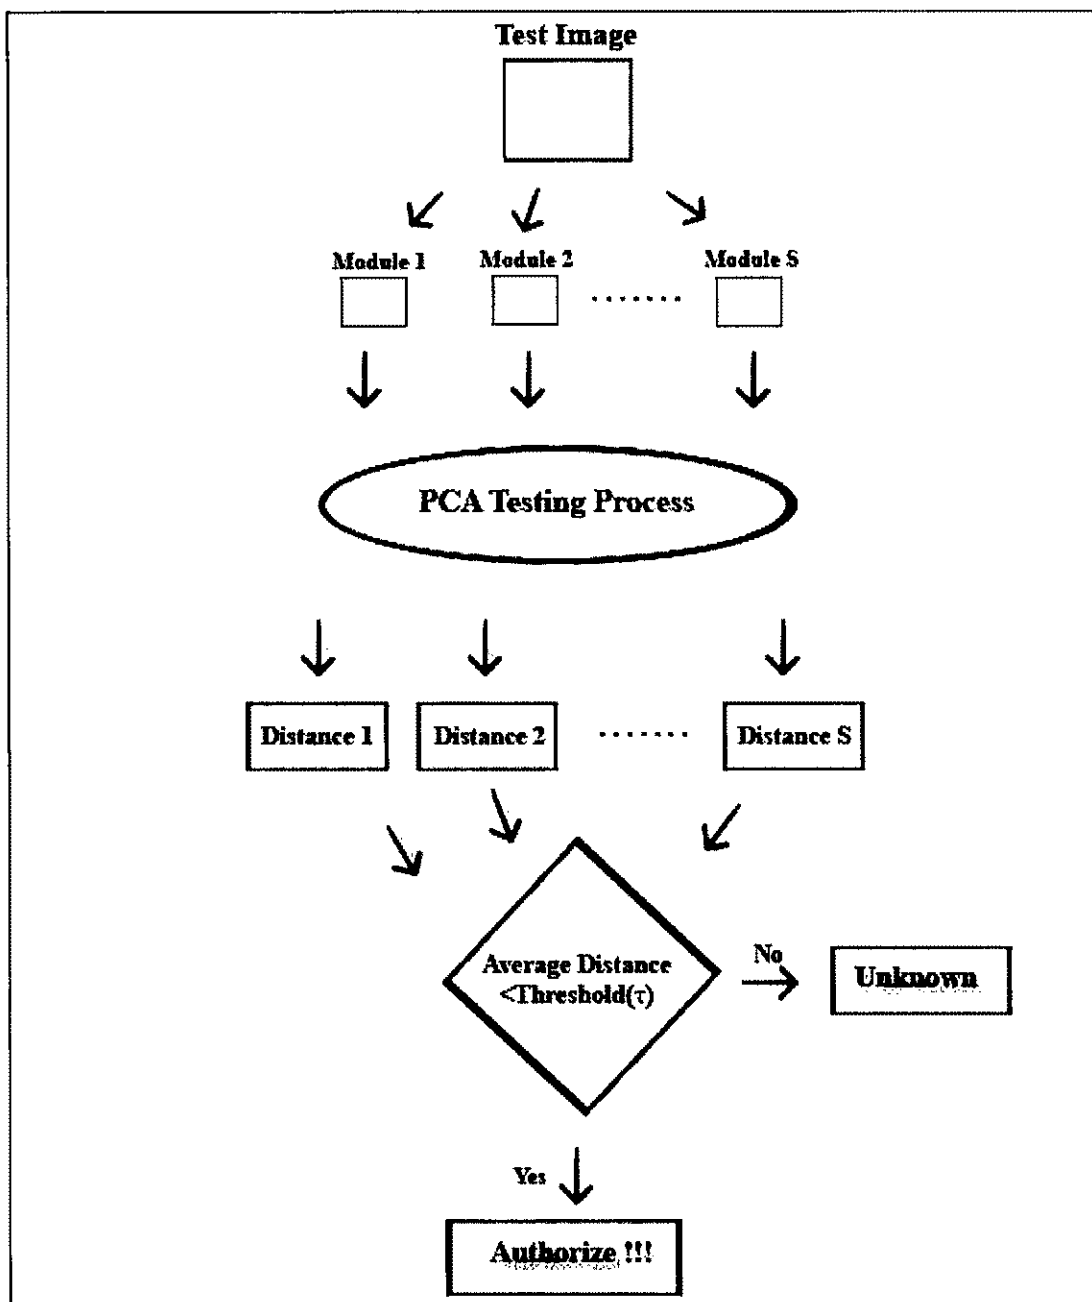 Test Image
Module 1 Module 2 ........ Module S
PCA Testing Process
Distance 1 Distance 2 ........ Distance S
Average Distance
<Threshold(τ)
No
Unknown
Yes
Authorize !!!